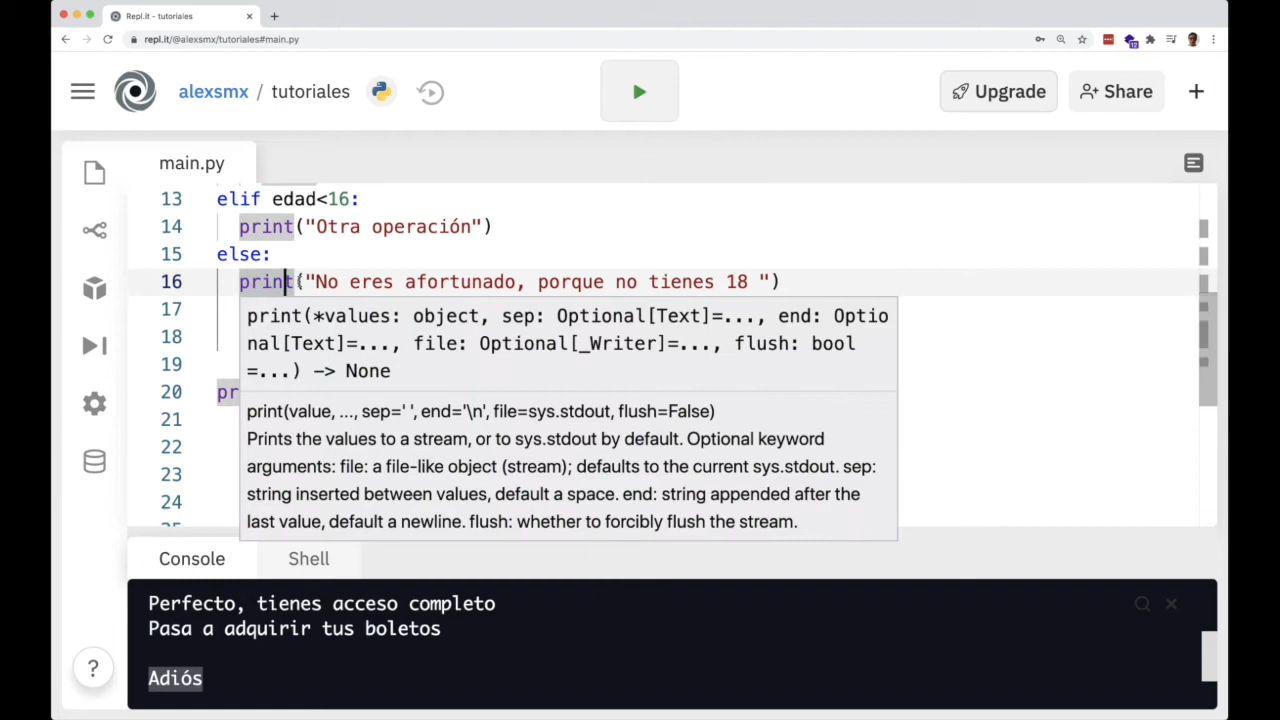 Repl.it - tutoriales
repl.it/@alexsmx/tutoriales#main.py
12
alexsmx / tutoriales
Upgrade
Share
main.py
13 elif edad<16:
14 print("Otra operación")
15 else:
16 print("No eres afortunado, porque no tienes 18 ")
17
18
19
20 pr
21
22
23
24
25
print(*values: object, sep: Optional[Text]=..., end: Optio
nal[Text]=..., file: Optional[_Writer]=..., flush: bool
=...) -> None
print(value, ..., sep=' ', end='\n', file=sys.stdout, flush=False)
Prints the values to a stream, or to sys.stdout by default. Optional keyword
arguments: file: a file-like object (stream); defaults to the current sys.stdout. sep:
string inserted between values, default a space. end: string appended after the
last value, default a newline. flush: whether to forcibly flush the stream.
Console Shell
Perfecto, tienes acceso completo
Pasa a adquirir tus boletos
Adiós
?